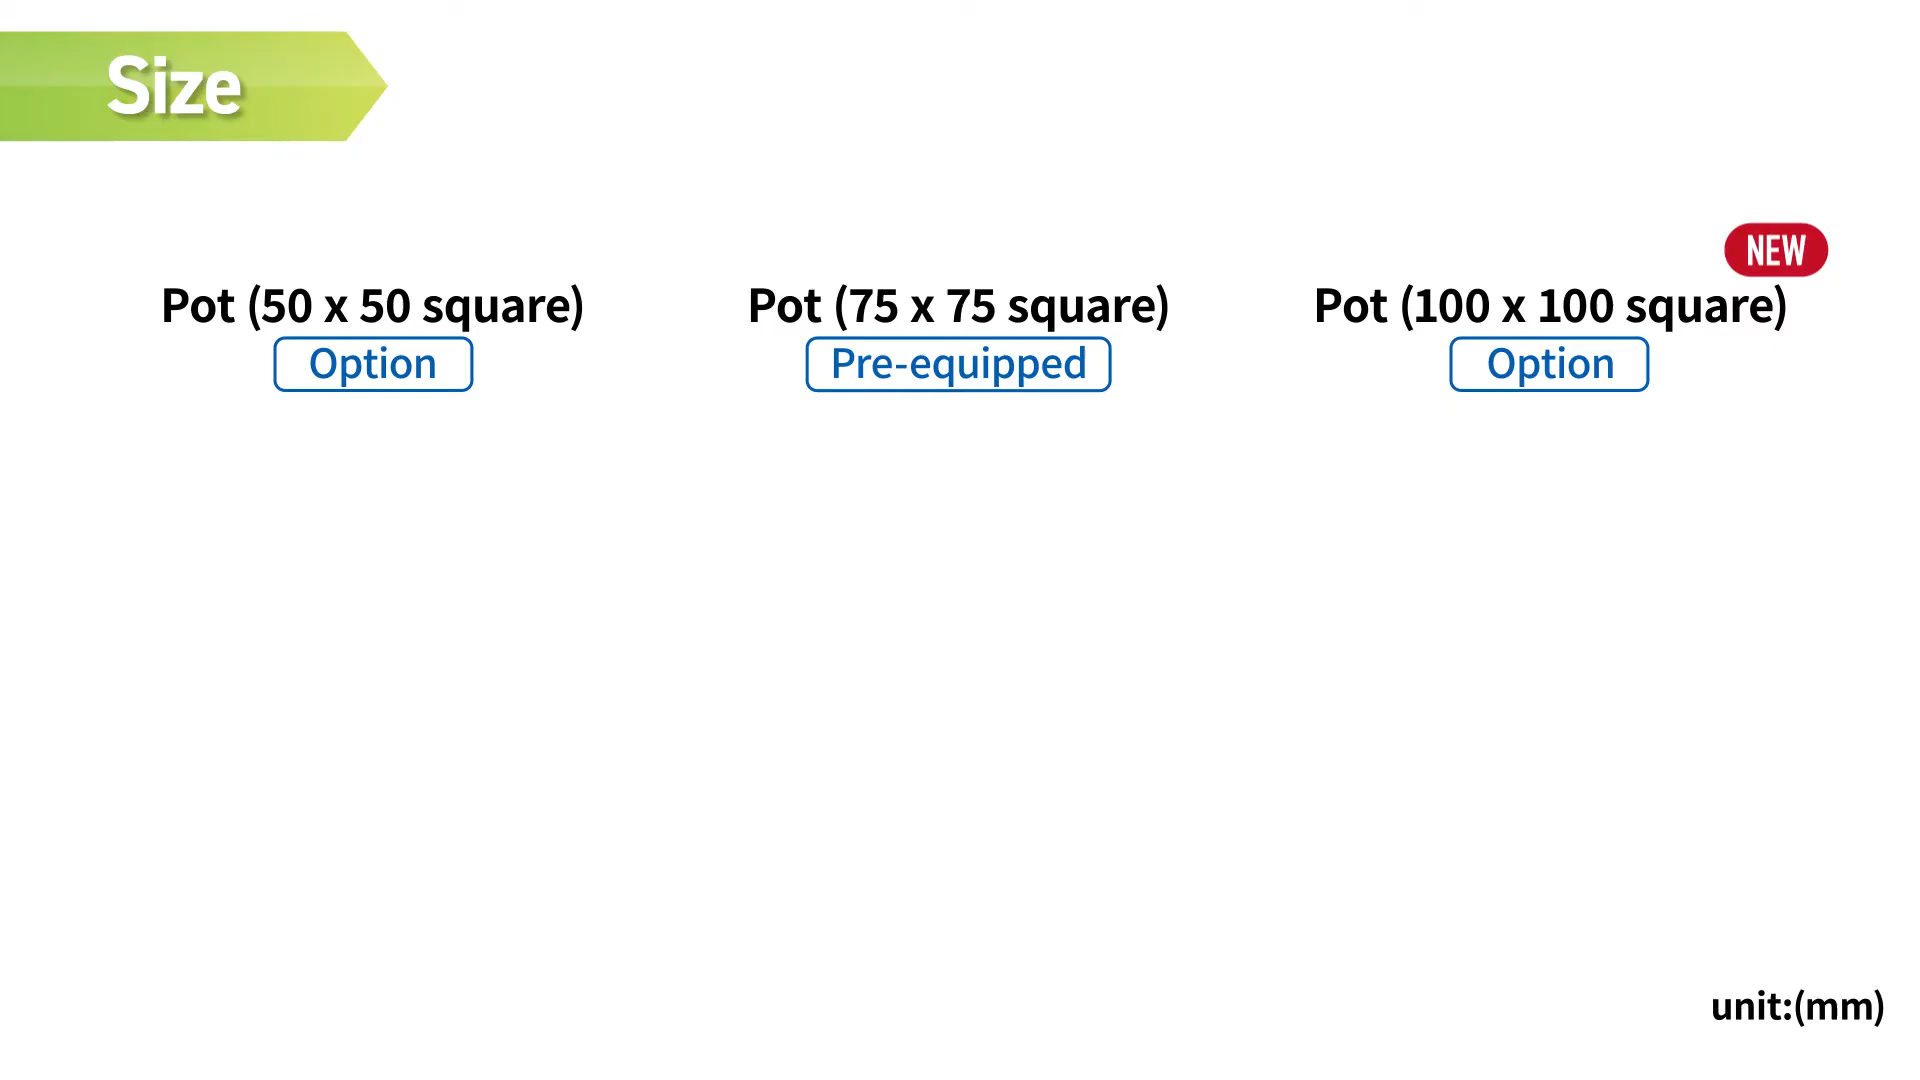 Size
NEW
Pot (50 x 50 square)
Option
Pot (75 x 75 square)
Pre-equipped
Pot (100 x 100 square)
Option
unit:(mm)